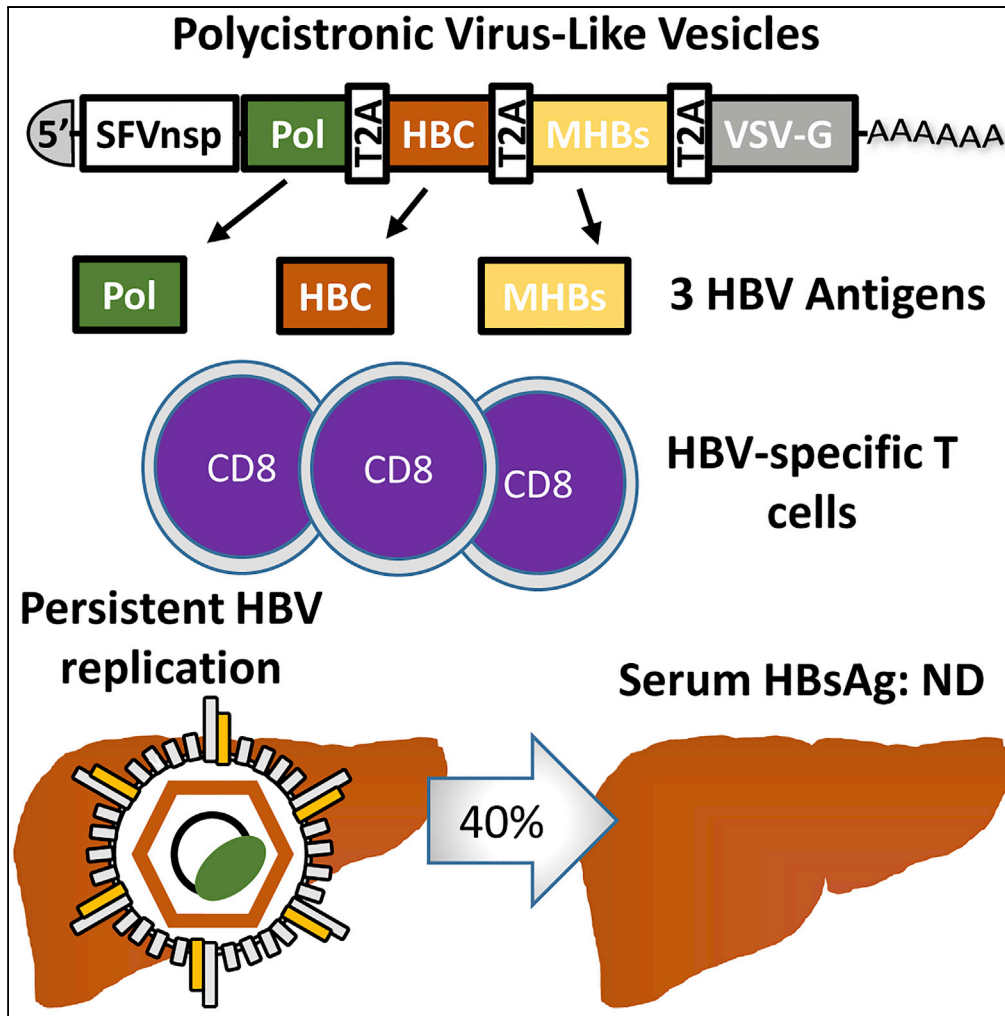 Polycistronic Virus-Like Vesicles
5' SFVnsp Pol T2A HBC T2A MHBs T2A VSV-G AAAAAA
Pol HBC MHBs 3 HBV Antigens
CD8 CD8 CD8
HBV-specific T
cells
Persistent HBV
replication
Serum HBsAg: ND
40%